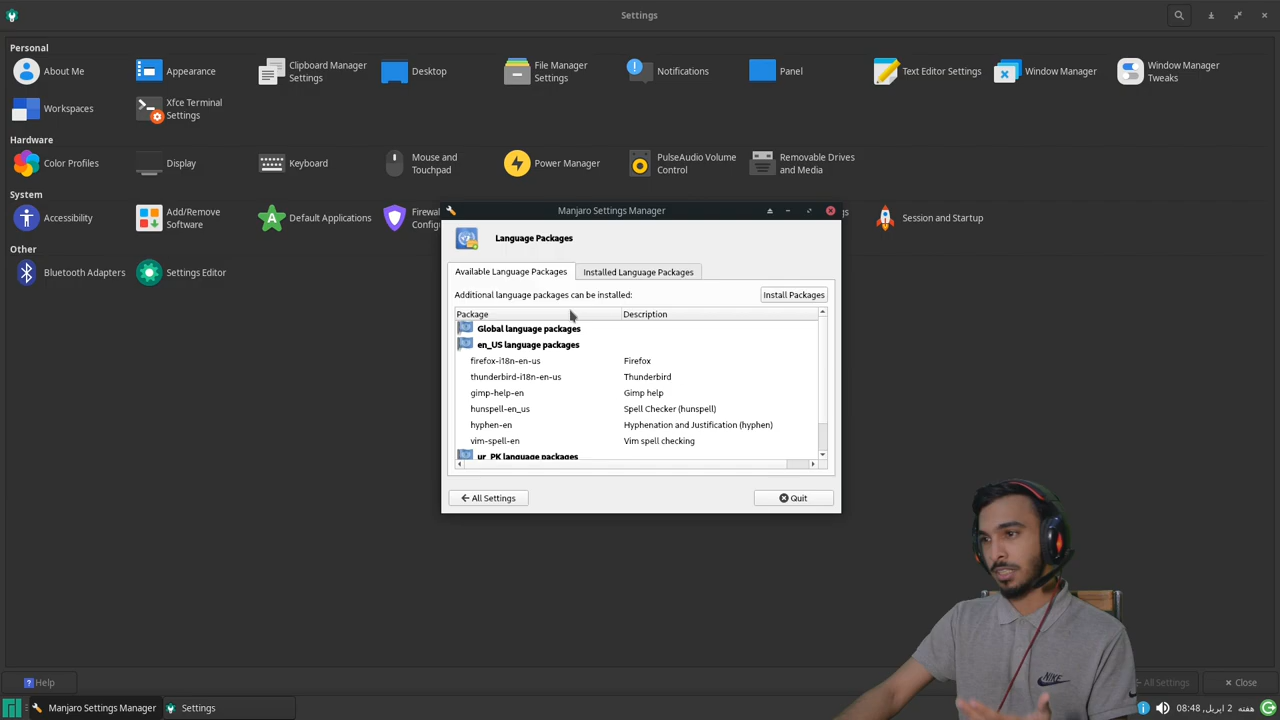 Settings
Personal
About Me
Appearance
Clipboard Manager
Settings
Desktop
File Manager
Settings
Notifications
Panel
Text Editor Settings
Window Manager
Window Manager
Tweaks
Workspaces
Xfce Terminal
Settings
Hardware
Color Profiles
Display
Keyboard
Mouse and
Touchpad
Power Manager
PulseAudio Volume
Control
Removable Drives
and Media
System
Accessibility
Add/Remove
Software
Default Applications
Firew
Config
gs
Session and Startup
Other
Bluetooth Adapters
Settings Editor
Manjaro Settings Manager
Language Packages
Available Language Packages
Installed Language Packages
Additional language packages can be installed:
Install Packages
Package
Description
Global language packages
en_US language packages
firefox-i18n-en-us
Firefox
thunderbird-i18n-en-us
Thunderbird
gimp-help-en
Gimp help
hunspell-en_us
Spell Checker (hunspell)
hyphen-en
Hyphenation and Justification (hyphen)
vim-spell-en
Vim spell checking
ur_PK language packages
All Settings
Quit
NIKE
Help
All Settings
Close
Manjaro Settings Manager
Settings
هفته 2 اپریل, 08:48